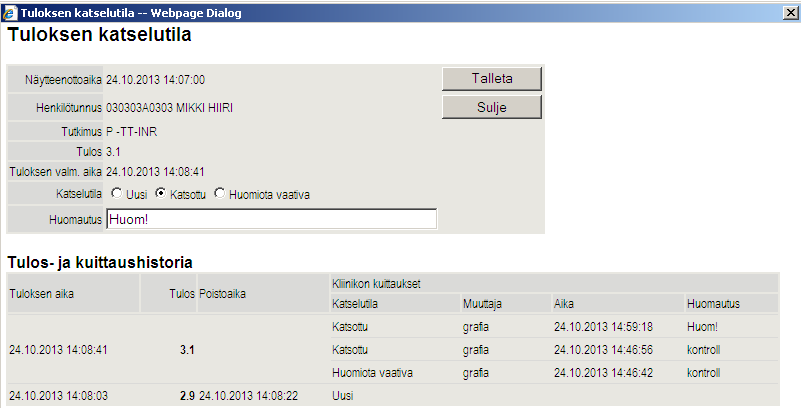 Tuloksen katselutila -- Webpage Dialog
Tuloksen katselutila
Näytteenottoaika 24.10.2013 14:07:00 Talleta
Henkilötunnus 030303A0303 MIKKI HIIRI Sulje
Tutkimus P -TT-INR
Tulos 3.1
Tuloksen valm. aika 24.10.2013 14:08:41
Katselutila Uusi Katsottu Huomiota vaativa
Huomautus Huom!
Tulos- ja kuittaushistoria
Tuloksen aika Tulos Poistoaika Kliinikon kuittaukset
Katselutila Muuttaja Aika Huomautus
Katsottu grafia 24.10.2013 14:59:18 Huom!
24.10.2013 14:08:41 3.1 Katsottu grafia 24.10.2013 14:46:56 kontroll
Huomiota vaativa grafia 24.10.2013 14:46:42 kontroll
24.10.2013 14:08:03 2.9 24.10.2013 14:08:22 Uusi